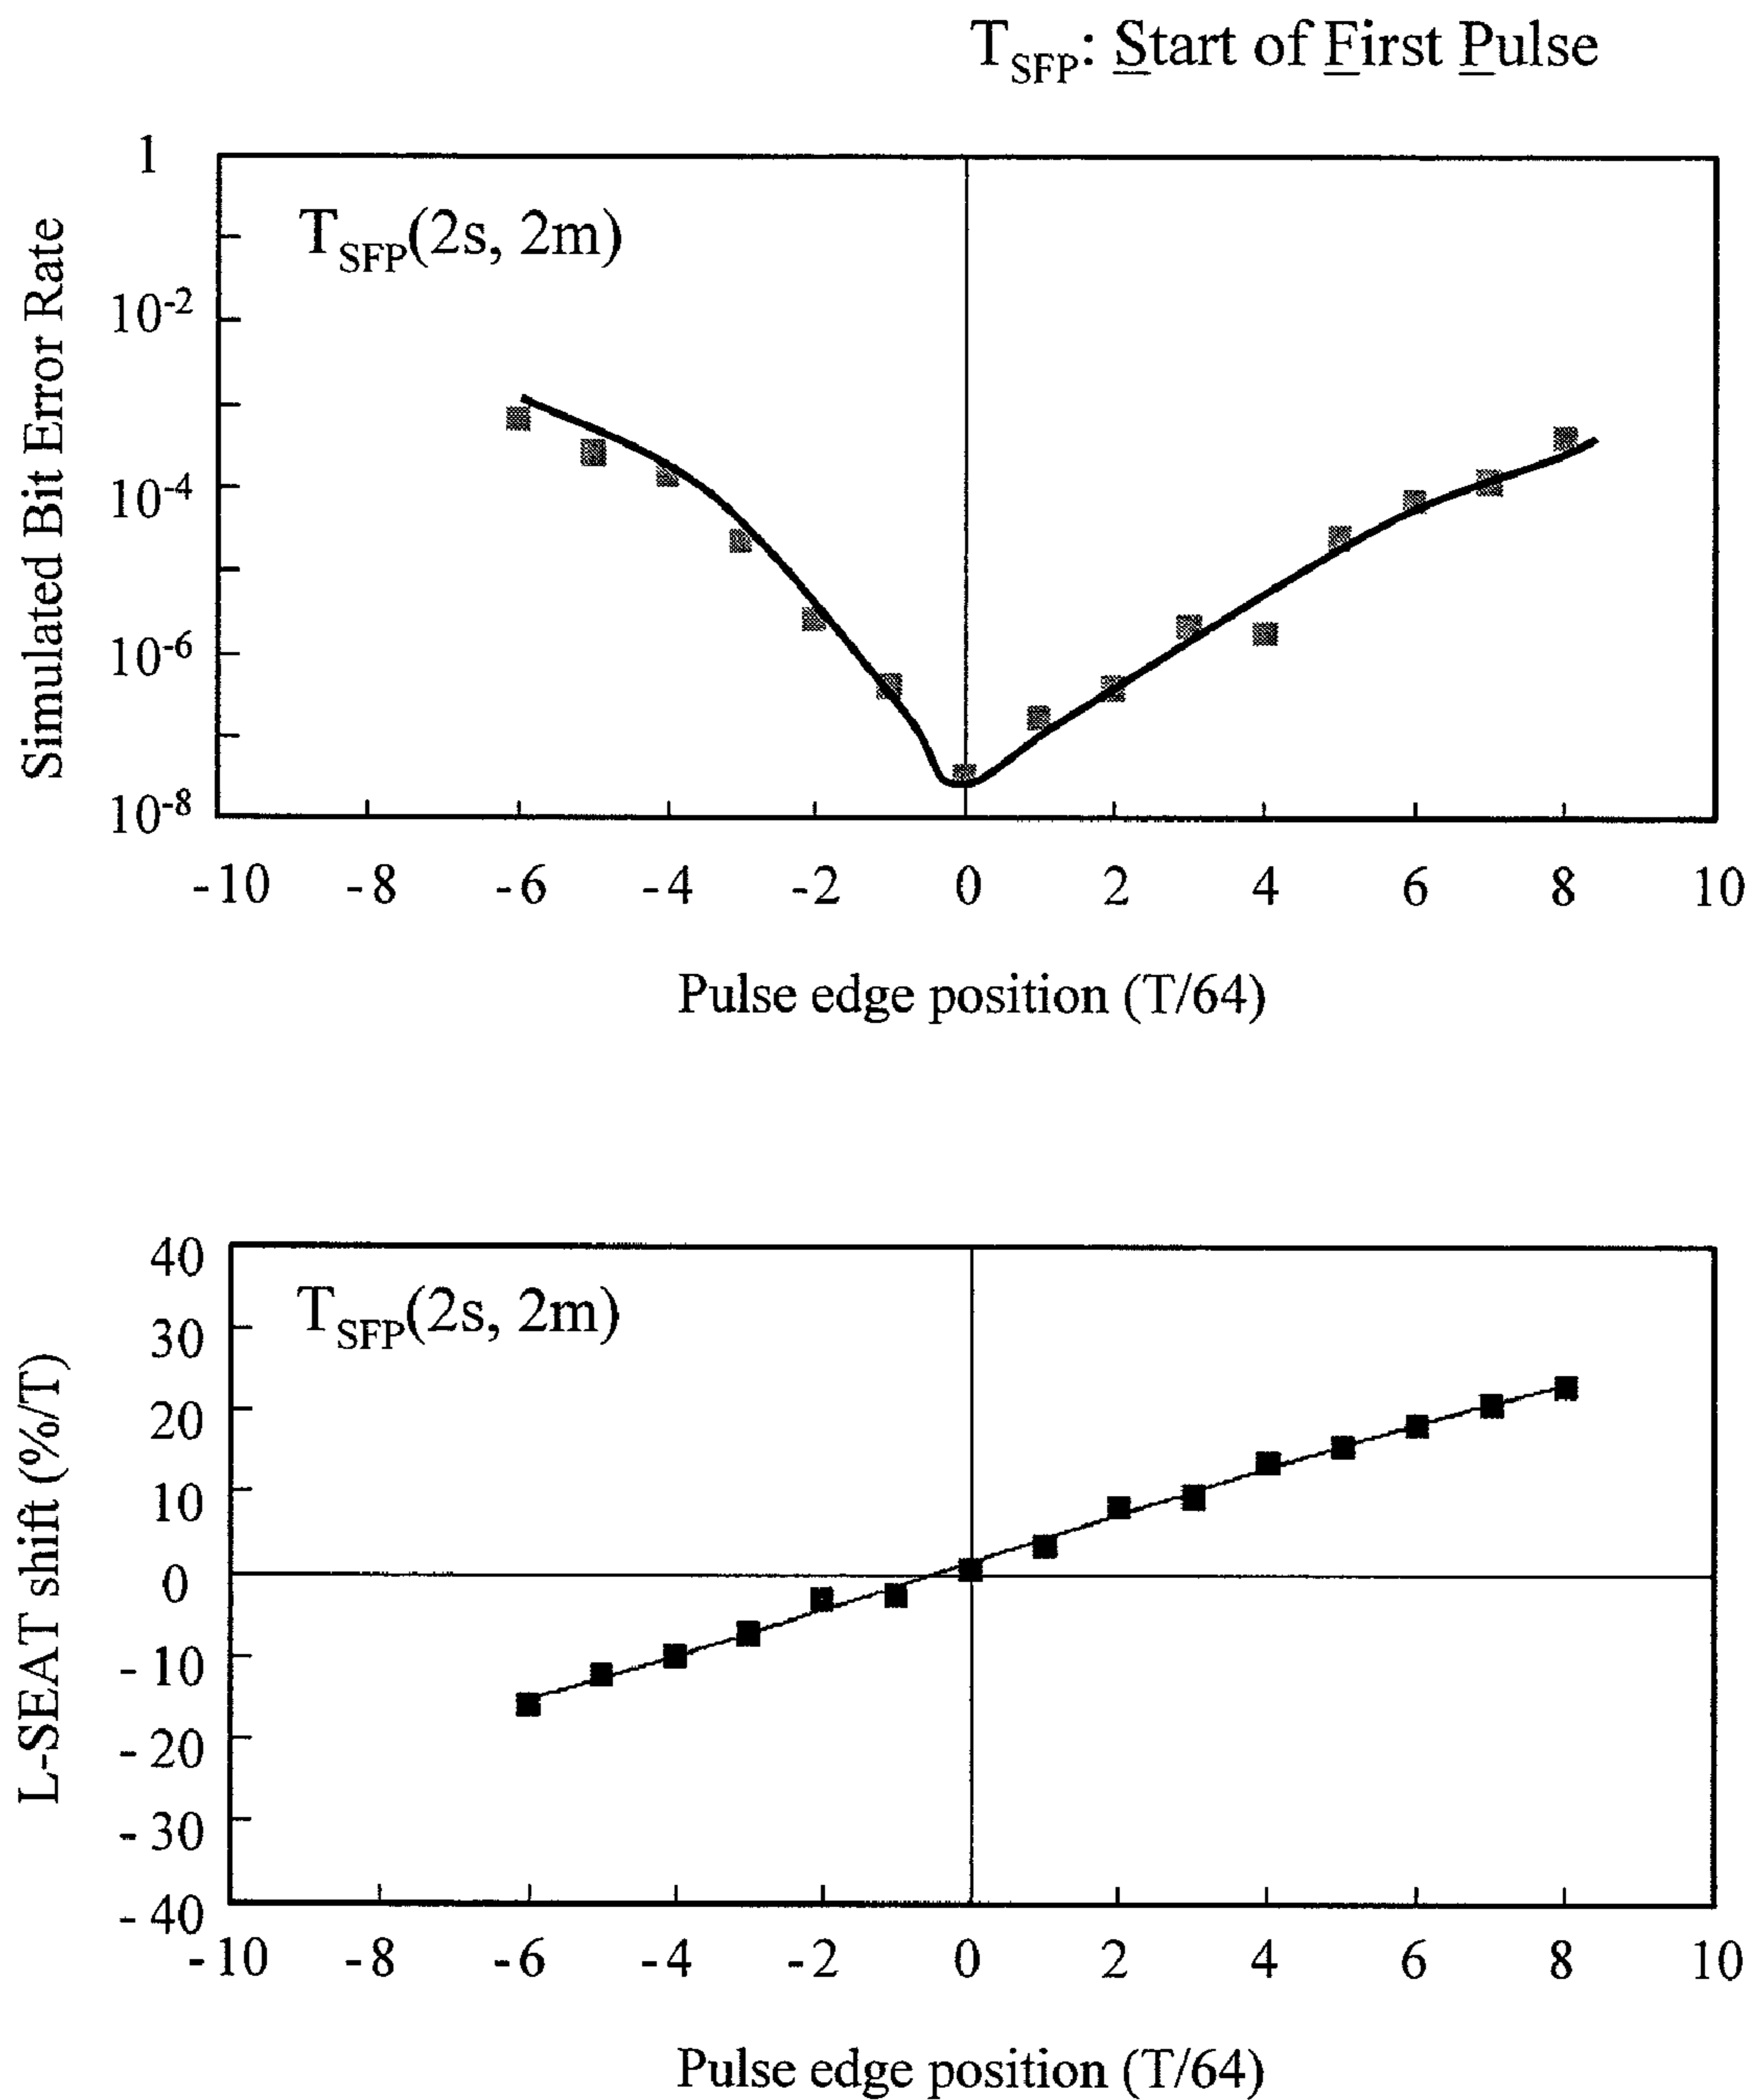 T_SFP: Start of First Pulse
1
T_SFP(2s, 2m)
10^-2
10^-4
10^-6
10^-8
Simulated Bit Error Rate
-10 -8 -6 -4 -2 0 2 4 6 8 10
Pulse edge position (T/64)
40
T_SFP(2s, 2m)
30
20
10
0
-10
-20
-30
-40
L-SEAT shift (%/T)
-10 -8 -6 -4 -2 0 2 4 6 8 10
Pulse edge position (T/64)